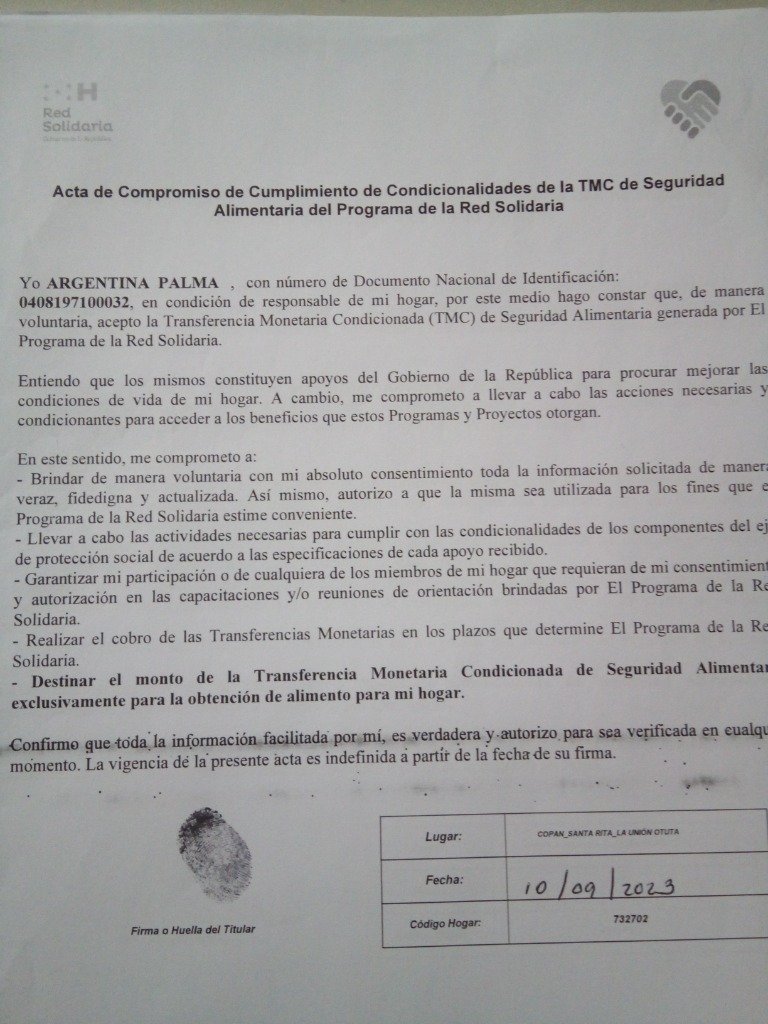 H
Red
Solidaria
Acta de Compromiso de Cumplimiento de Condicionalidades de la TMC de Seguridad
Alimentaria del Programa de la Red Solidaria
Yo ARGENTINA PALMA , con número de Documento Nacional de Identificación:
0408197100032, en condición de responsable de mi hogar, por este medio hago constar que, de manera
voluntaria, acepto la Transferencia Monetaria Condicionada (TMC) de Seguridad Alimentaria generada por El
Programa de la Red Solidaria.
Entiendo que los mismos constituyen apoyos del Gobierno de la República para procurar mejorar las
condiciones de vida de mi hogar. A cambio, me comprometo a llevar a cabo las acciones necesarias y
condicionantes para acceder a los beneficios que estos Programas y Proyectos otorgan.
En este sentido, me comprometo a:
- Brindar de manera voluntaria con mi absoluto consentimiento toda la información solicitada de manera
veraz, fidedigna y actualizada. Así mismo, autorizo a que la misma sea utilizada para los fines que e
Programa de la Red Solidaria estime conveniente.
- Llevar a cabo las actividades necesarias para cumplir con las condicionalidades de los componentes del ej
de protección social de acuerdo a las especificaciones de cada apoyo recibido.
- Garantizar mi participación o de cualquiera de los miembros de mi hogar que requieran de mi consentimient
y autorización en las capacitaciones y/o reuniones de orientación brindadas por El Programa de la Re
Solidaria.
- Realizar el cobro de las Transferencias Monetarias en los plazos que determine El Programa de la Re
Solidaria.
- Destinar el monto de la Transferencia Monetaria Condicionada de Seguridad Alimentar
exclusivamente para la obtención de alimento para mi hogar.
Confirmo que toda la información facilitada por mí, es verdadera y autorizo para sea verificada en cualqu
momento. La vigencia de la presente acta es indefinida a partir de la fecha de su firma.
Lugar: COPAN_SANTA RITA_LA UNIÓN OTUTA
Fecha: 10/09/2023
Código Hogar: 732702
Firma o Huella del Titular